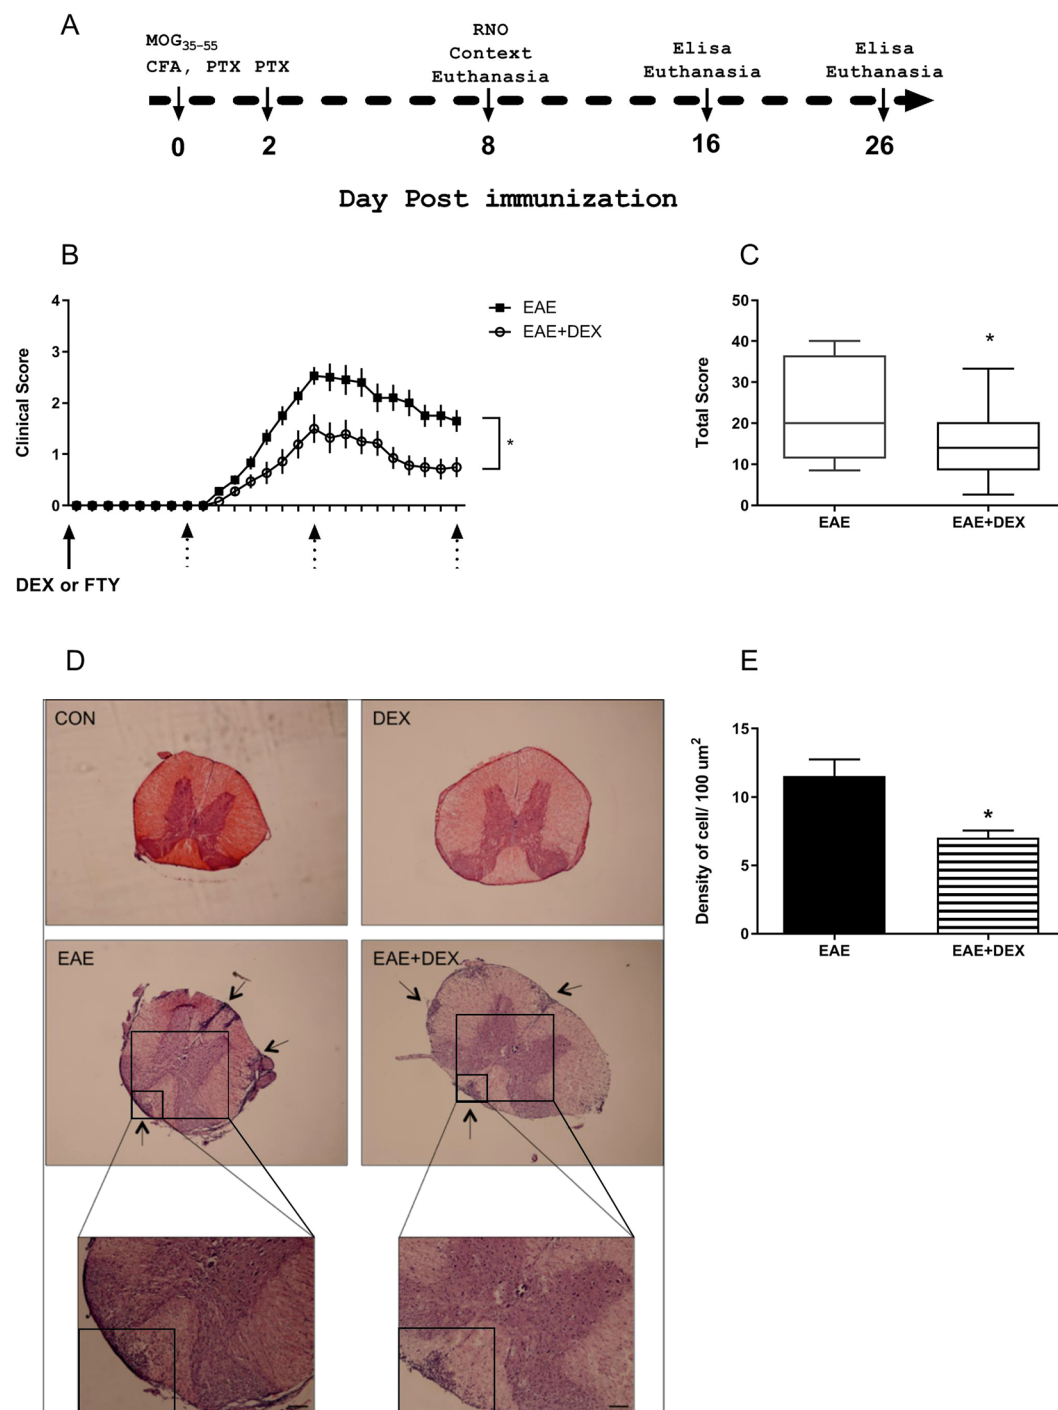 A
MOG35-55
CFA, PTX PTX
RNO
Context
Euthanasia
Elisa
Euthanasia
Elisa
Euthanasia
0 2 8 16 26
Day Post immunization
B
Clinical Score
4
3
2
1
0
EAE
EAE+DEX
*
DEX or FTY
C
Total Score
50
40
30
20
10
0
*
EAE EAE+DEX
D
CON
DEX
EAE
EAE+DEX
E
Density of cell/ 100 um²
15
10
5
0
*
EAE EAE+DEX